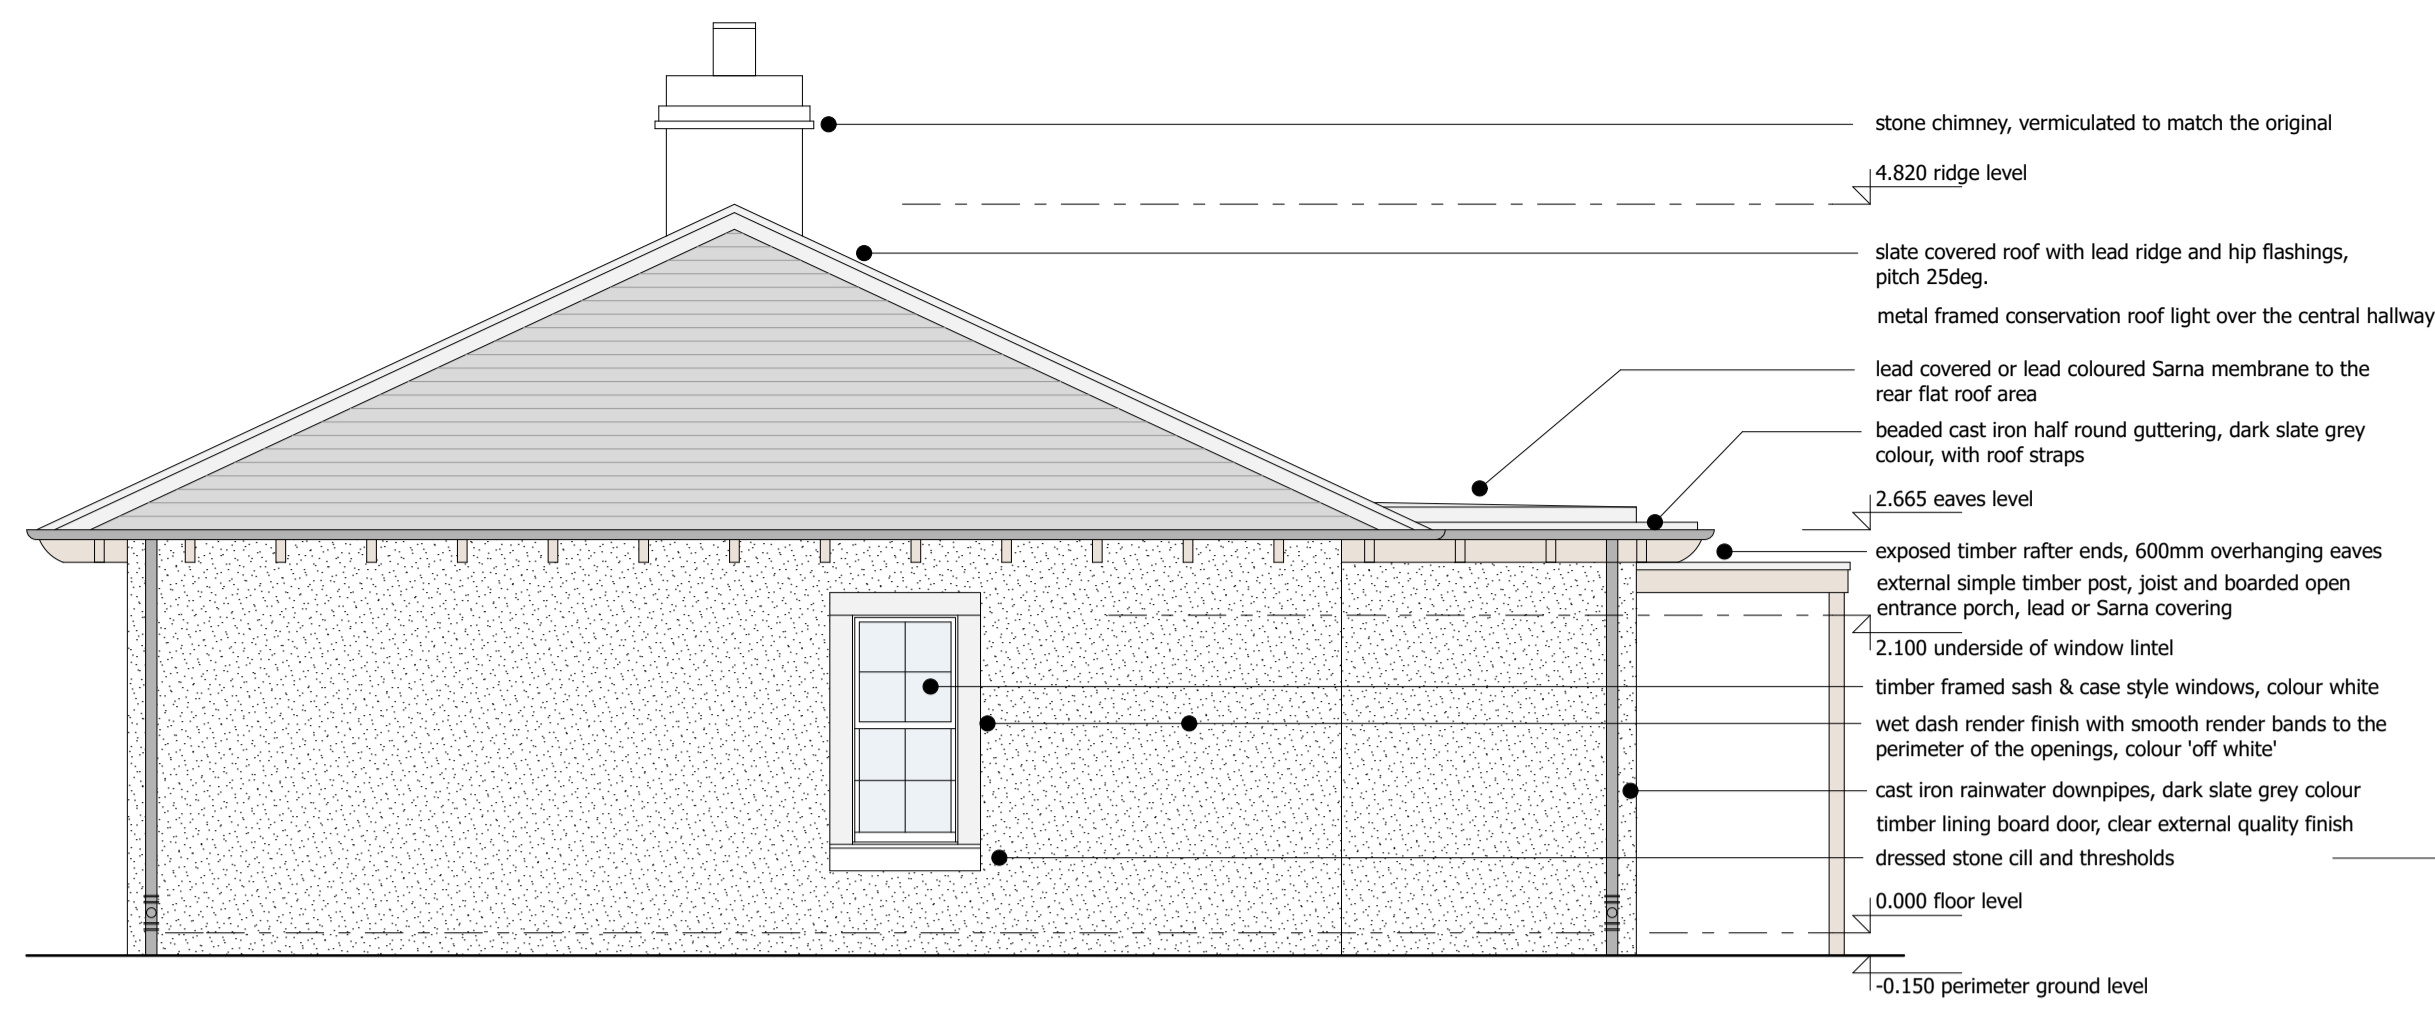 stone chimney, vermiculated to match the original
4.820 ridge level
slate covered roof with lead ridge and hip flashings,
pitch 25deg.
metal framed conservation roof light over the central hallway
lead covered or lead coloured Sarna membrane to the
rear flat roof area
beaded cast iron half round guttering, dark slate grey
colour, with roof straps
2.665 eaves level
exposed timber rafter ends, 600mm overhanging eaves
external simple timber post, joist and boarded open
entrance porch, lead or Sarna covering
2.100 underside of window lintel
timber framed sash & case style windows, colour white
wet dash render finish with smooth render bands to the
perimeter of the openings, colour 'off white'
cast iron rainwater downpipes, dark slate grey colour
timber lining board door, clear external quality finish
dressed stone cill and thresholds
0.000 floor level
-0.150 perimeter ground level